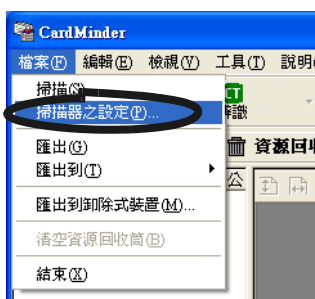 CardMinder
檔案(F) 編輯(E) 檢視(V) 工具(T) 說明
掃描(S)
掃描器之設定(P)...
匯出(G)
匯出到(T)
資源回收
匯出到卸除式裝置(M)...
清空資源回收筒(B)
結束(X)